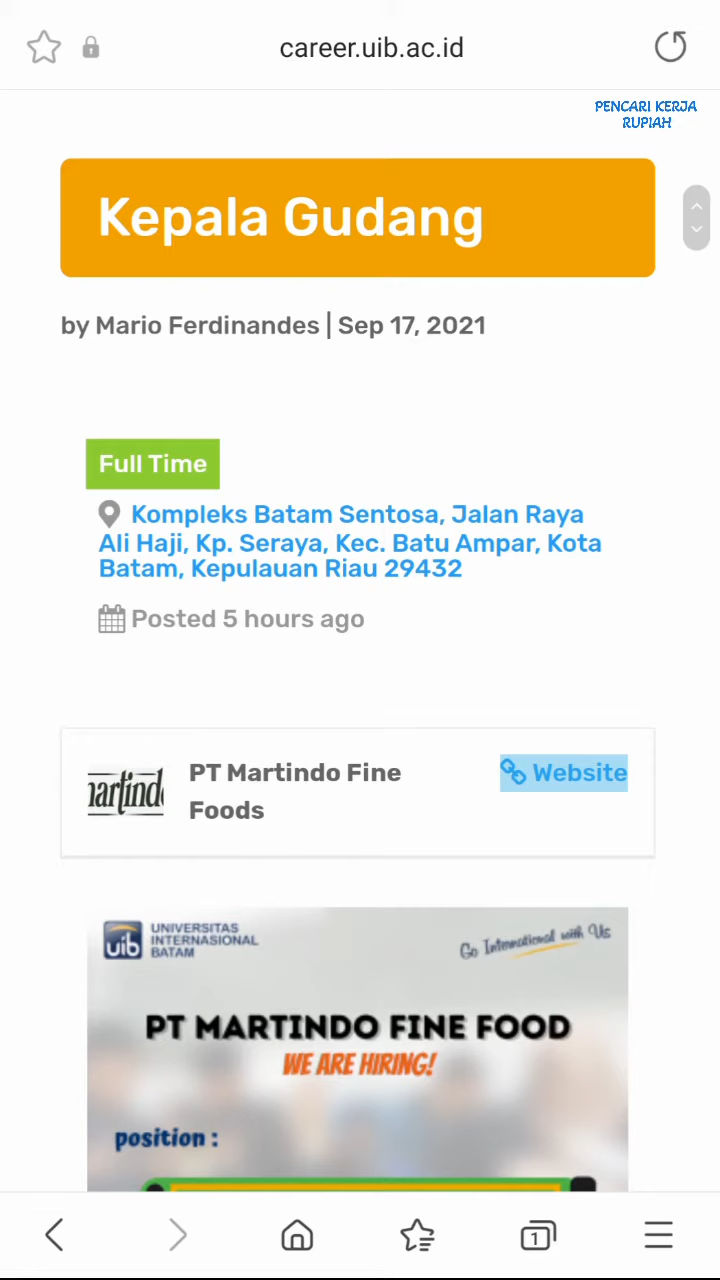 career.uib.ac.id
PENCARI KERJA
RUPIAH
Kepala Gudang
by Mario Ferdinandes | Sep 17, 2021
Full Time
Kompleks Batam Sentosa, Jalan Raya
Ali Haji, Kp. Seraya, Kec. Batu Ampar, Kota
Batam, Kepulauan Riau 29432
Posted 5 hours ago
PT Martindo Fine
Foods
Website
uib
UNIVERSITAS
INTERNASIONAL
BATAM
Go International with Us
PT MARTINDO FINE FOOD
WE ARE HIRING!
position :
1